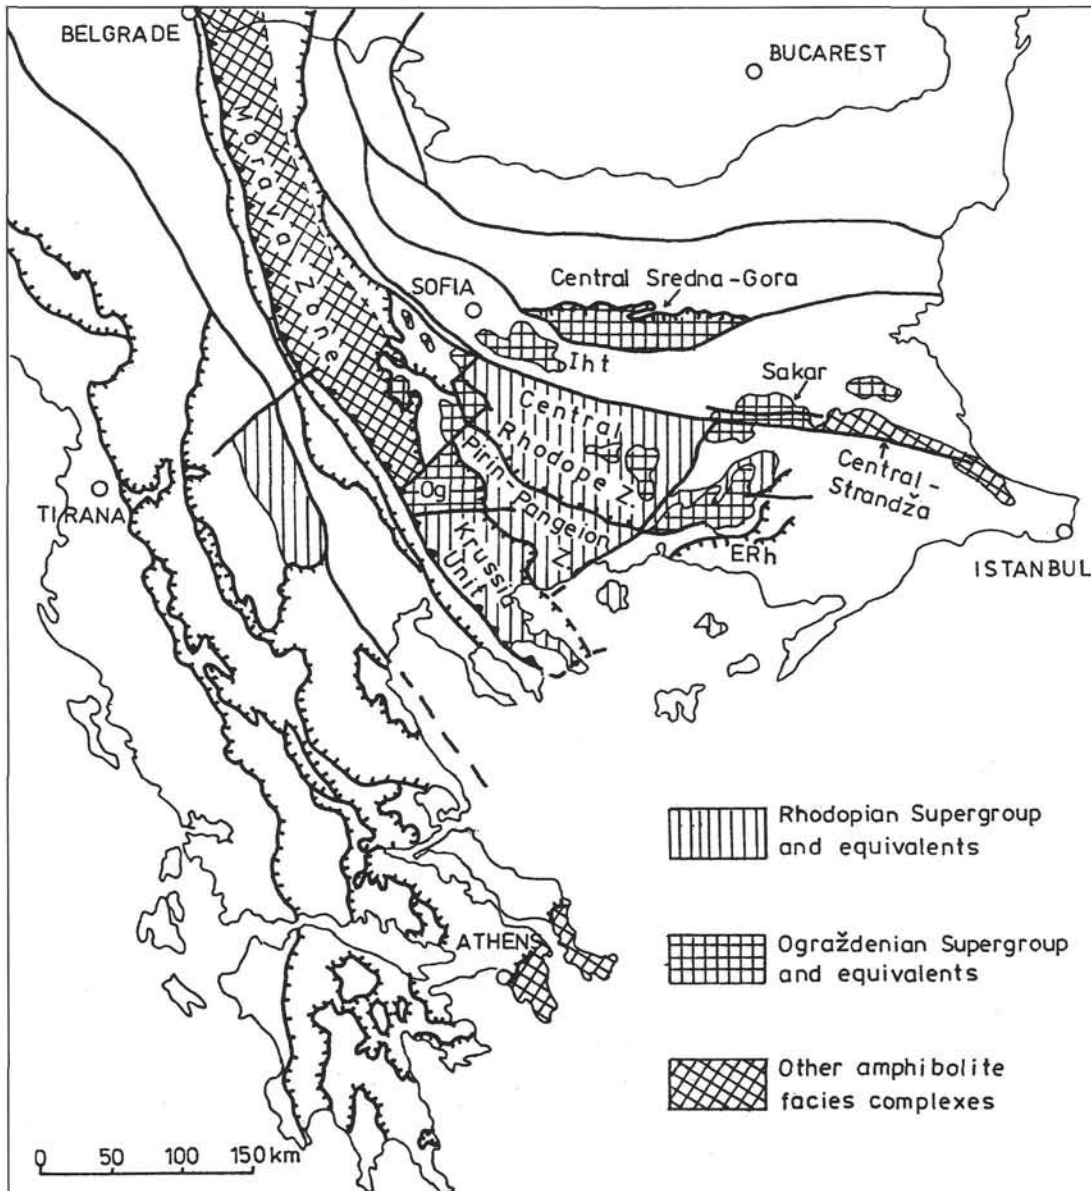 BELGRADE
BUCAREST
Morava Zone
SOFIA
Central Sredna-Gora
Iht
Sakar
Central
Rhodope Z.
Pirin
Pangeion
Z.
Og
Krussi
Unit
Central-
Strandža
TIRANA
ERh
ISTANBUL
Rhodopian Supergroup
and equivalents
Ograždenian Supergroup
and equivalents
ATHENS
Other amphibolite
facies complexes
0 50 100 150 km